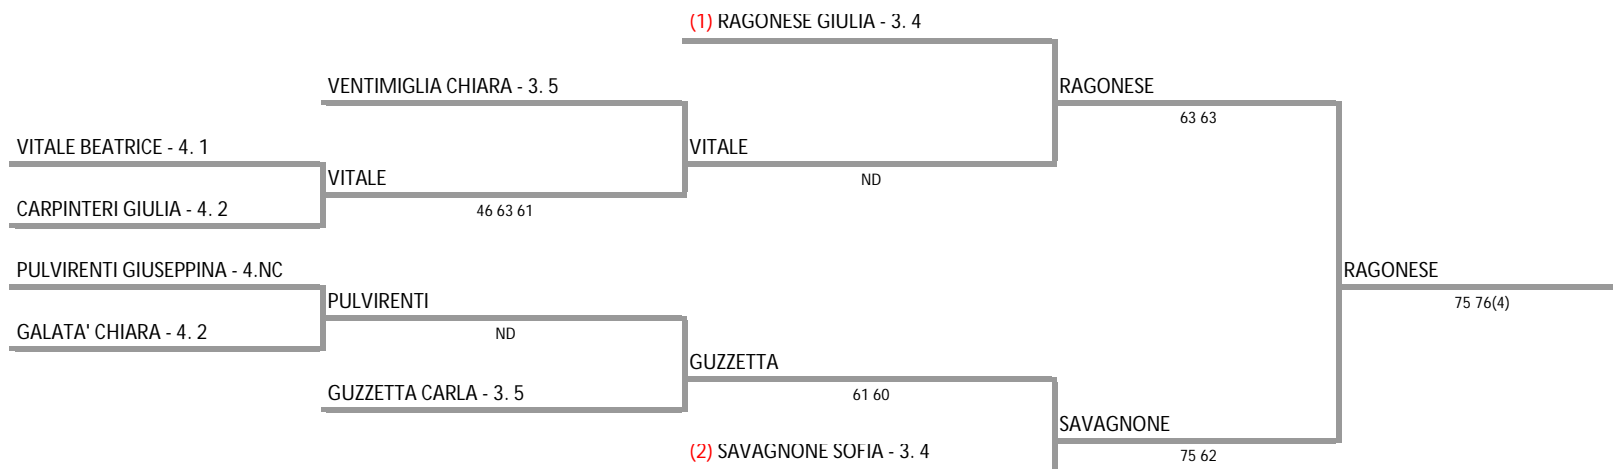 (1) RAGONESE GIULIA - 3. 4
VENTIMIGLIA CHIARA - 3. 5
RAGONESE
63 63
VITALE BEATRICE - 4. 1
VITALE
VITALE
ND
CARPINTERI GIULIA - 4. 2
46 63 61
PULVIRENTI GIUSEPPINA - 4.NC
RAGONESE
75 76(4)
PULVIRENTI
GALATA' CHIARA - 4. 2
ND
GUZZETTA
GUZZETTA CARLA - 3. 5
61 60
SAVAGNONE
(2) SAVAGNONE SOFIA - 3. 4
75 62